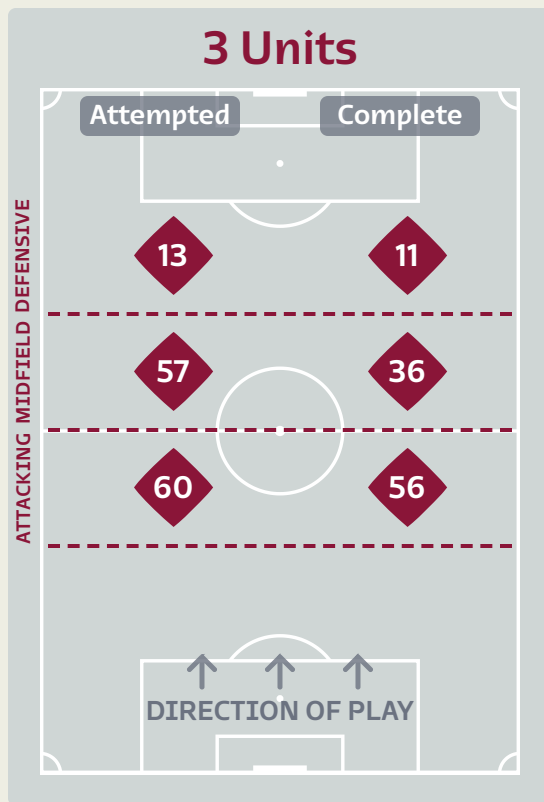 3 Units
Attempted
Complete
ATTACKING MIDFIELD DEFENSIVE
13
11
57
36
60
56
DIRECTION OF PLAY